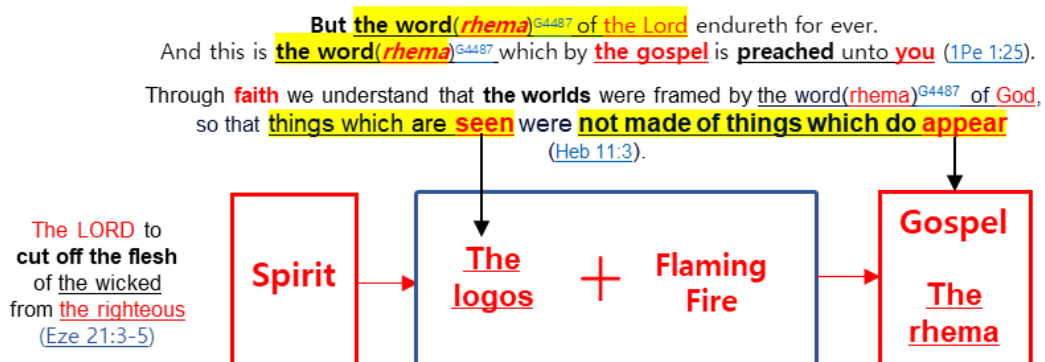 But the word(rhema)G4487 of the Lord endureth for ever.
And this is the word(rhema)G4487 which by the gospel is preached unto you (1Pe 1:25).
Through faith we understand that the worlds were framed by the word(rhema)G4487 of God,
so that things which are seen were not made of things which do appear
(Heb 11:3).
The LORD to
cut off the flesh
of the wicked
from the righteous
(Eze 21:3-5)
Spirit
The
logos
+
Flaming
Fire
Gospel
The
rhema